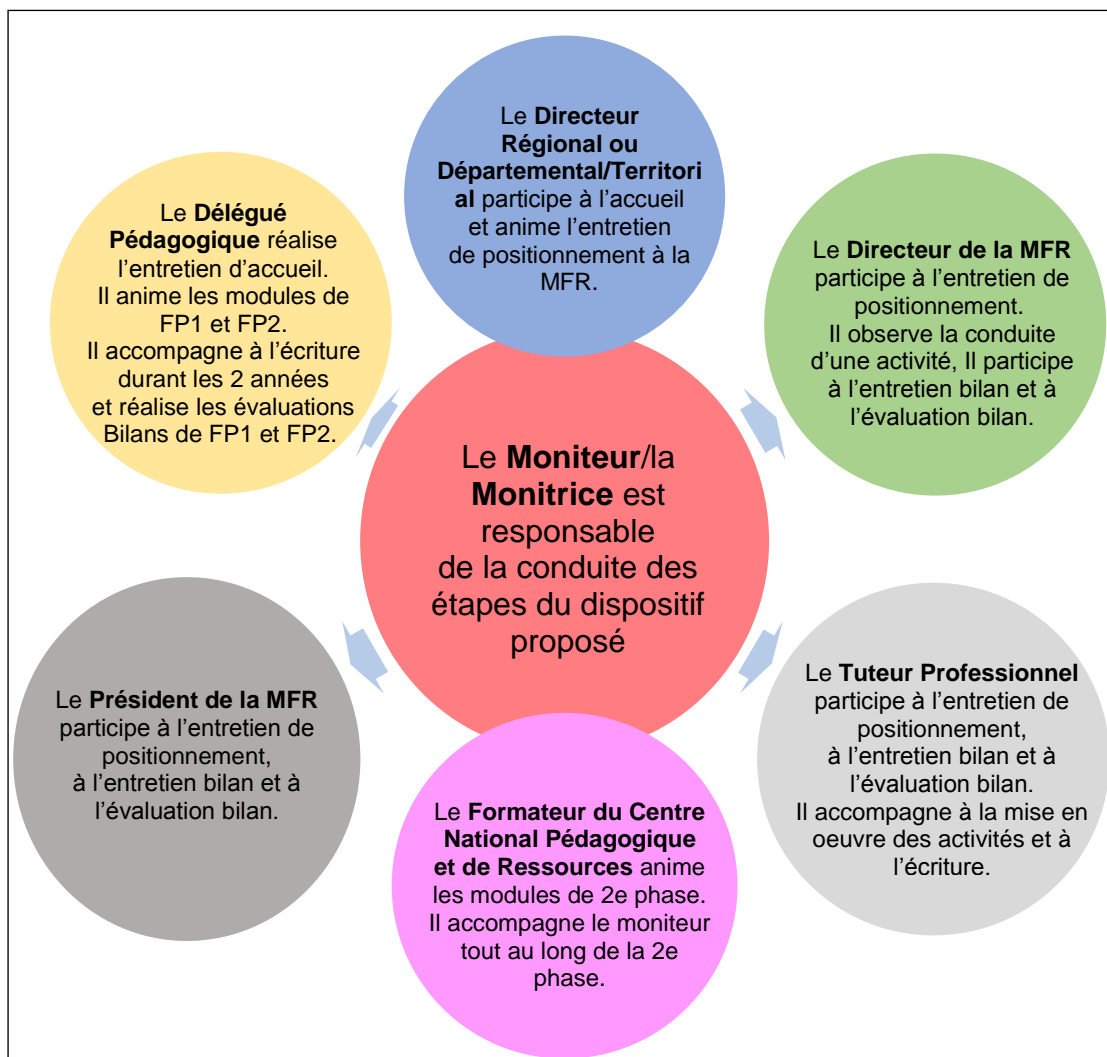 Le Directeur
Régional ou
Départemental/Territori
al participe à l’accueil
et anime l’entretien
de positionnement à la
MFR.
Le Délégué
Pédagogique réalise
l’entretien d’accueil.
Il anime les modules de
FP1 et FP2.
Il accompagne à l’écriture
durant les 2 années
et réalise les évaluations
Bilans de FP1 et FP2.
Le Directeur de la MFR
participe à l’entretien de
positionnement.
Il observe la conduite
d’une activité, Il participe
à l’entretien bilan et à
l’évaluation bilan.
Le Moniteur/la
Monitrice est
responsable
de la conduite des
étapes du dispositif
proposé
Le Président de la MFR
participe à l’entretien de
positionnement,
à l’entretien bilan et à
l’évaluation bilan.
Le Tuteur Professionnel
participe à l’entretien de
positionnement,
à l’entretien bilan et à
l’évaluation bilan.
Il accompagne à la mise en
oeuvre des activités et à
l’écriture.
Le Formateur du Centre
National Pédagogique
et de Ressources anime
les modules de 2e phase.
Il accompagne le moniteur
tout au long de la 2e
phase.